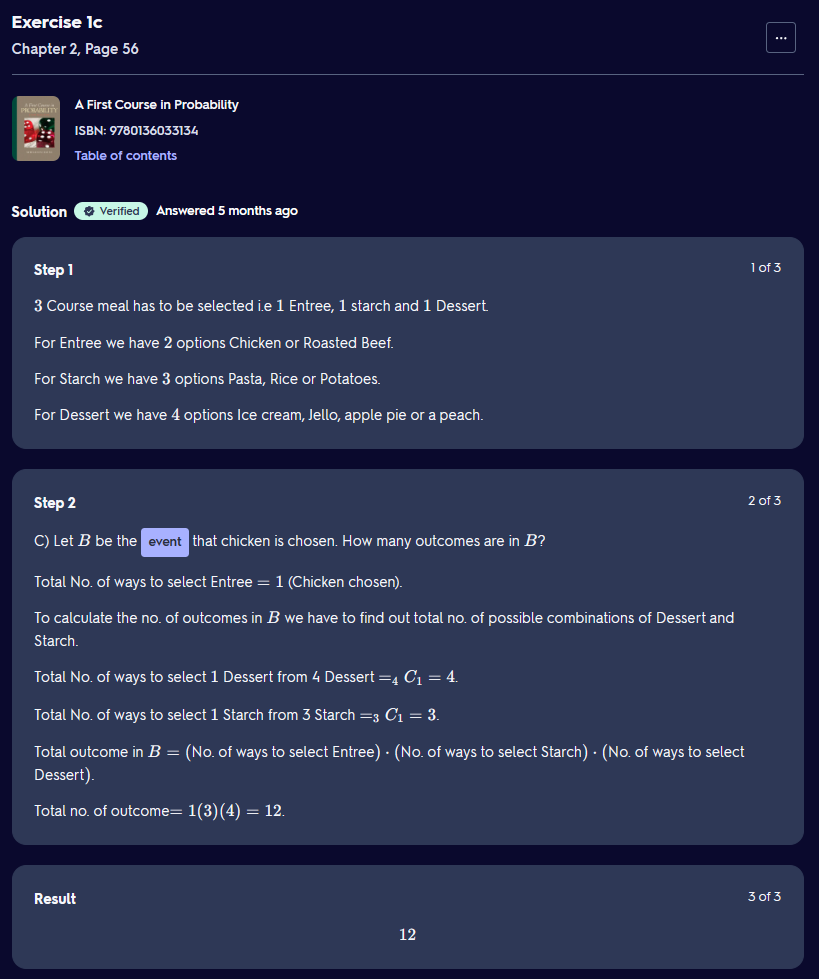 Exercise 1c
Chapter 2, Page 56
...
A First Course in Probability
ISBN: 9780136033134
Table of contents
Solution Verified Answered 5 months ago
Step 1 1 of 3
3 Course meal has to be selected i.e 1 Entree, 1 starch and 1 Dessert.
For Entree we have 2 options Chicken or Roasted Beef.
For Starch we have 3 options Pasta, Rice or Potatoes.
For Dessert we have 4 options Ice cream, Jello, apple pie or a peach.
Step 2 2 of 3
C) Let B be the event that chicken is chosen. How many outcomes are in B?
Total No. of ways to select Entree = 1 (Chicken chosen).
To calculate the no. of outcomes in B we have to find out total no. of possible combinations of Dessert and
Starch.
Total No. of ways to select 1 Dessert from 4 Dessert =₄ C₁ = 4.
Total No. of ways to select 1 Starch from 3 Starch =₃ C₁ = 3.
Total outcome in B = (No. of ways to select Entree) · (No. of ways to select Starch) · (No. of ways to select
Dessert).
Total no. of outcome= 1(3)(4) = 12.
Result 3 of 3
12